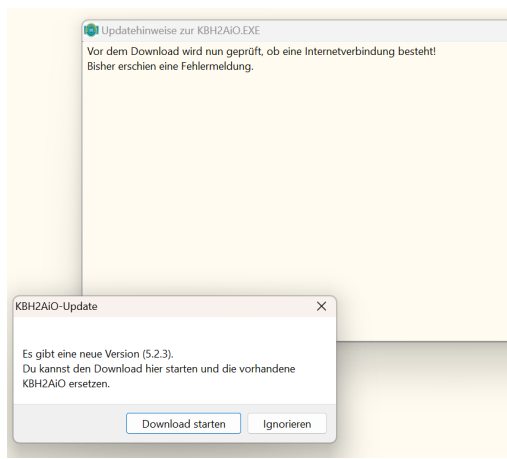 Updatehinweise zur KBH2AiO.EXE
Vor dem Download wird nun geprüft, ob eine Internetverbindung besteht!
Bisher erschien eine Fehlermeldung.
KBH2AiO-Update
Es gibt eine neue Version (5.2.3).
Du kannst den Download hier starten und die vorhandene
KBH2AiO ersetzen.
Download starten
Ignorieren